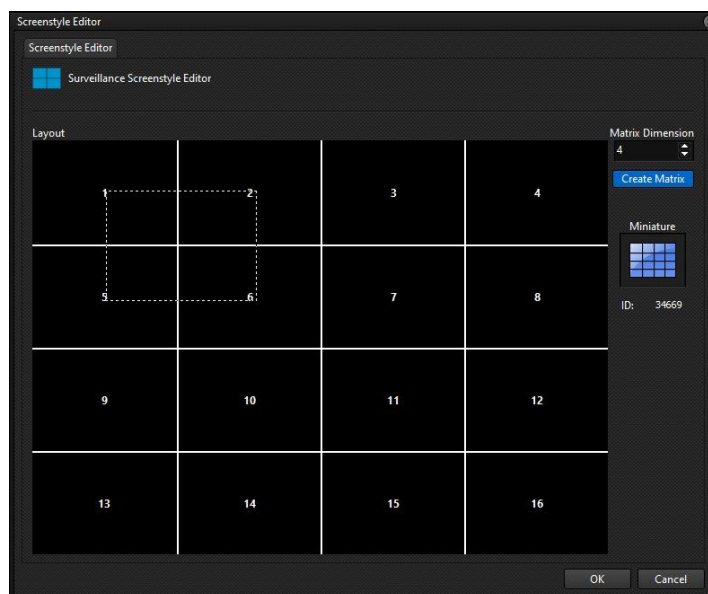 Screenstyle Editor
Screenstyle Editor
Surveillance Screenstyle Editor
Layout
Matrix Dimension
4
Create Matrix
1 2 3 4
Miniature
5 6 7 8
ID: 34669
9 10 11 12
13 14 15 16
OK Cancel